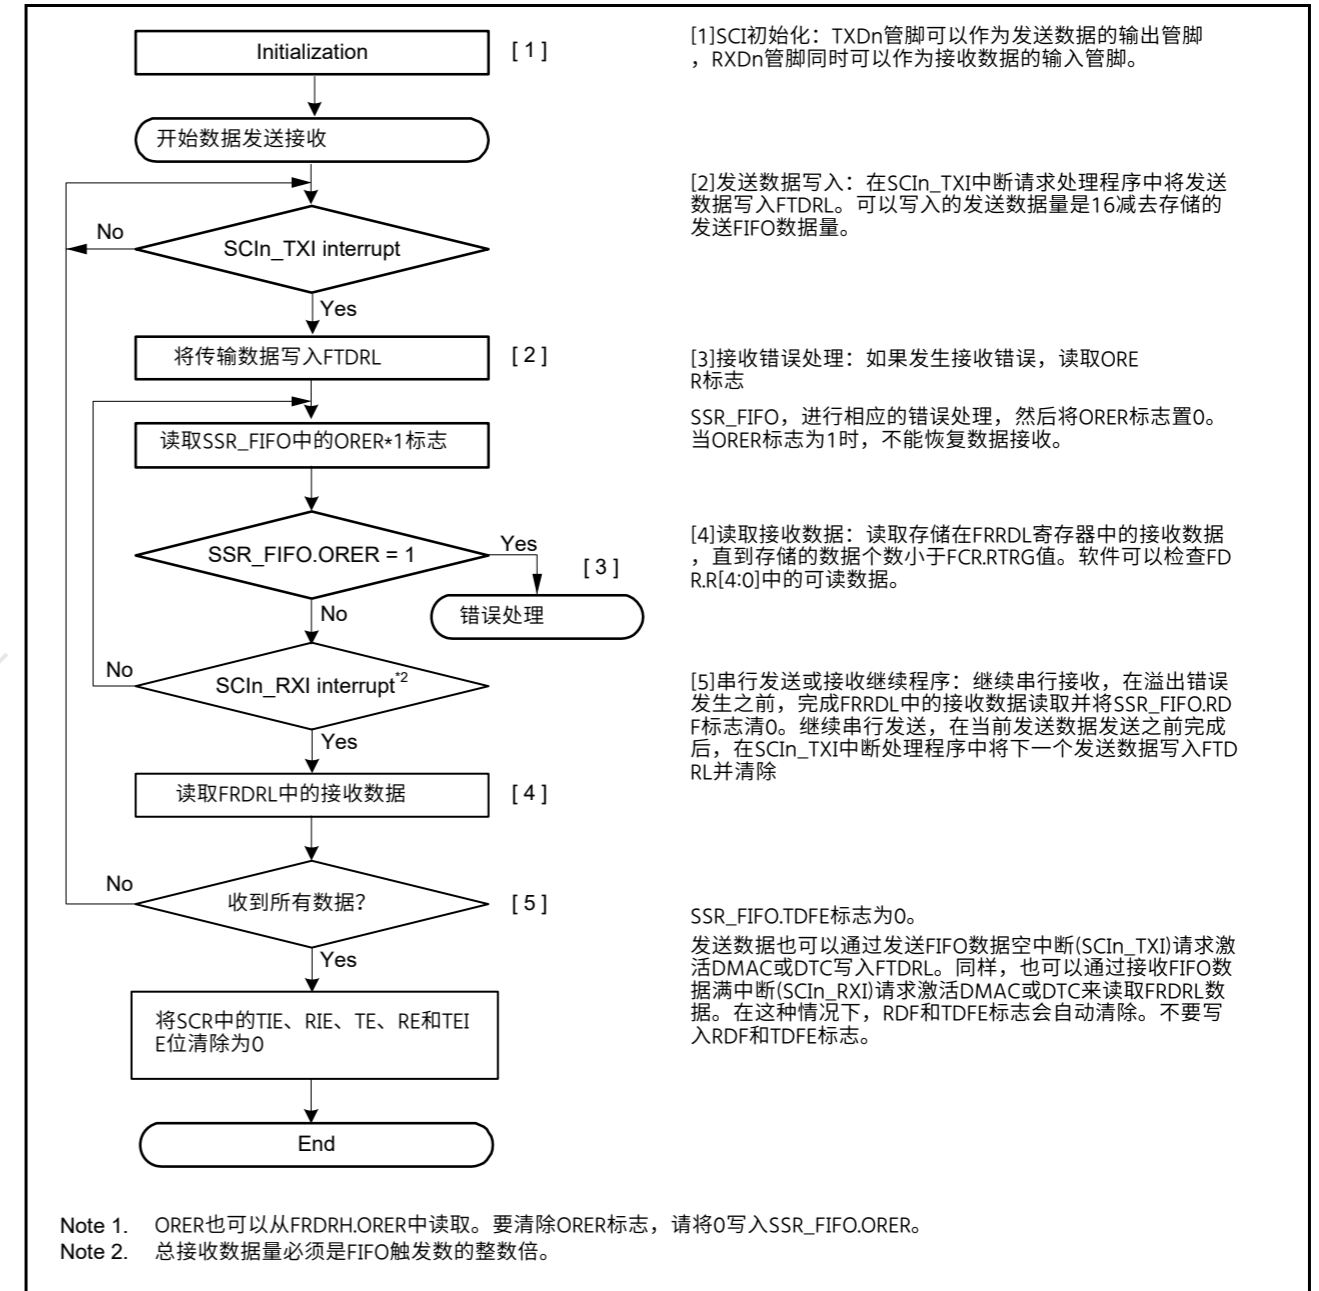 Initialization
[ 1 ]
开始数据发送接收
No
SCIn_TXI interrupt
Yes
将传输数据写入FTDRL
[ 2 ]
读取SSR_FIFO中的ORER*1标志
SSR_FIFO.ORER = 1
Yes
[ 3 ]
错误处理
No
No
SCIn_RXI interrupt*2
Yes
读取FRDRL中的接收数据
[ 4 ]
No
收到所有数据?
[ 5 ]
Yes
将SCR中的TIE、RIE、TE、RE和TEI
E位清除为0
End
[1]SCI初始化：TXDn管脚可以作为发送数据的输出管脚
，RXDn管脚同时可以作为接收数据的输入管脚。
[2]发送数据写入：在SCIn_TXI中断请求处理程序中将发送
数据写入FTDRL。可以写入的发送数据量是16减去存储的
发送FIFO数据量。
[3]接收错误处理：如果发生接收错误，读取ORE
R标志
SSR_FIFO，进行相应的错误处理，然后将ORER标志置0。
当ORER标志为1时，不能恢复数据接收。
[4]读取接收数据：读取存储在FRRDL寄存器中的接收数据
，直到存储的数据个数小于FCR.RTRG值。软件可以检查FD
R.R[4:0]中的可读数据。
[5]串行发送或接收继续程序：继续串行接收，在溢出错误
发生之前，完成FRRDL中的接收数据读取并将SSR_FIFO.RD
F标志清0。继续串行发送，在当前发送数据发送之前完成
后，在SCIn_TXI中断处理程序中将下一个发送数据写入FTD
RL并清除
SSR_FIFO.TDFE标志为0。
发送数据也可以通过发送FIFO数据空中断(SCIn_TXI)请求激
活DMAC或DTC写入FTDRL。同样，也可以通过接收FIFO数
据满中断(SCIn_RXI)请求激活DMAC或DTC来读取FRDRL数
据。在这种情况下，RDF和TDFE标志会自动清除。不要写
入RDF和TDFE标志。
Note 1. ORER也可以从FRDRH.ORER中读取。要清除ORER标志，请将0写入SSR_FIFO.ORER。
Note 2. 总接收数据量必须是FIFO触发数的整数倍。